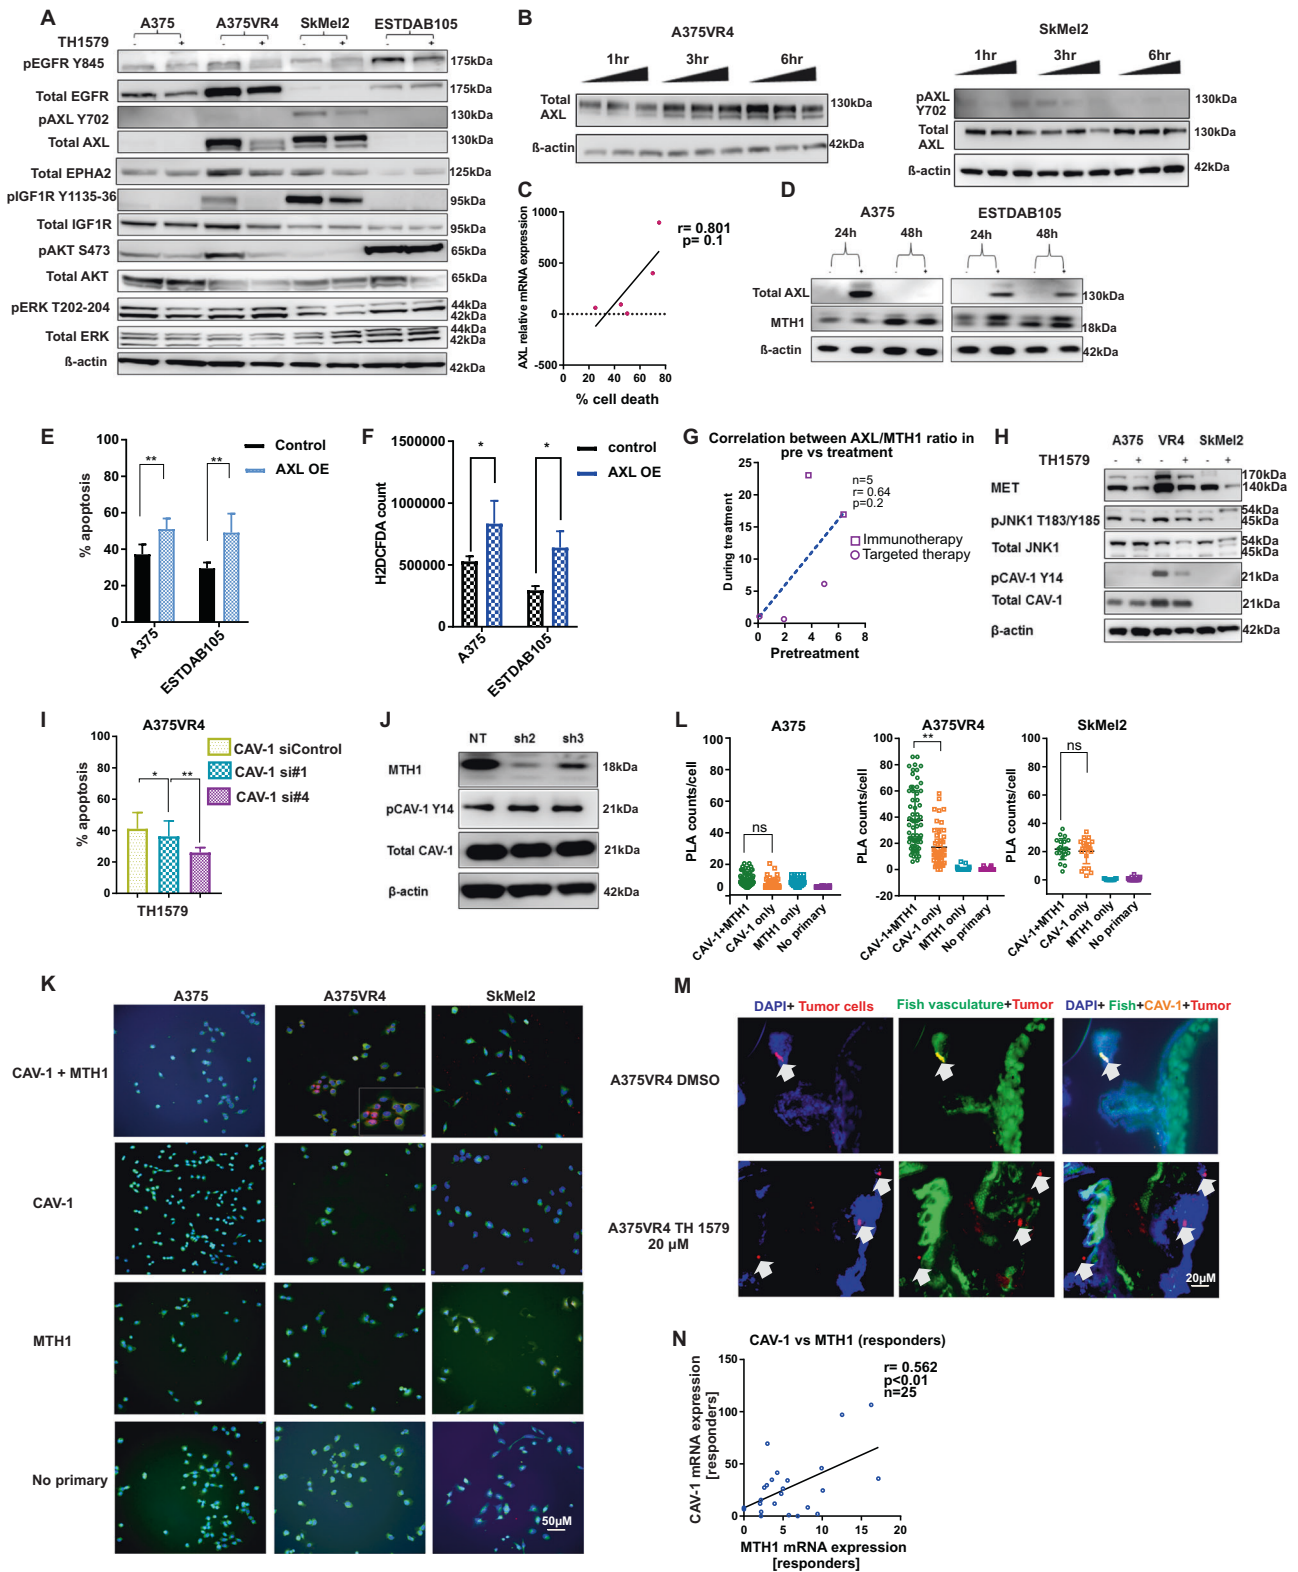 A
A375 A375VR4 SkMel2 ESTDAB105
TH1579 - + - + - + - +
pEGFR Y845 175kDa
Total EGFR 175kDa
pAXL Y702 130kDa
Total AXL 130kDa
Total EPHA2 125kDa
pIGF1R Y1135-36 95kDa
Total IGF1R 95kDa
pAKT S473 65kDa
Total AKT 65kDa
pERK T202-204 44kDa
42kDa
Total ERK 44kDa
42kDa
ß-actin 42kDa
B
A375VR4
1hr 3hr 6hr
Total
AXL
130kDa
ß-actin 42kDa
SkMel2
1hr 3hr 6hr
pAXL
Y702
130kDa
Total
AXL
130kDa
ß-actin 42kDa
C
AXL relative mRNA expression
1000
500
0
-500
0 20 40 60 80
% cell death
r= 0.801
p= 0.1
D
A375 ESTDAB105
24h 48h 24h 48h
- + - + - + - +
Total AXL 130kDa
MTH1 18kDa
ß-actin 42kDa
E
% apoptosis
100
80
60
40
20
0
** **
A375
ESTDAB105
Control
AXL OE
F
H2DCFDA count
1500000
1000000
500000
0
* *
A375
ESTDAB105
control
AXL OE
G
Correlation between AXL/MTH1 ratio in
pre vs treatment
During treatment
25
20
15
10
5
0
0 2 4 6 8
Pretreatment
n=5
r= 0.64
p=0.2
Immunotherapy
Targeted therapy
H
A375 VR4 SkMel2
TH1579 - + - + - +
MET 170kDa
140kDa
pJNK1 T183/Y185 54kDa
45kDa
Total JNK1 54kDa
45kDa
pCAV-1 Y14 21kDa
Total CAV-1 21kDa
β-actin 42kDa
I
A375VR4
% apoptosis
100
80
60
40
20
0
* **
TH1579
CAV-1 siControl
CAV-1 si#1
CAV-1 si#4
J
NT sh2 sh3
MTH1 18kDa
pCAV-1 Y14 21kDa
Total CAV-1 21kDa
β-actin 42kDa
L
A375
PLA counts/cell
100
80
60
40
20
0
ns
CAV-1+MTH1
CAV-1 only
MTH1 only
No primary
A375VR4
PLA counts/cell
100
80
60
40
20
0
-20
**
CAV-1+MTH1
CAV-1 only
MTH1 only
No primary
SkMel2
PLA counts/cell
100
80
60
40
20
0
ns
CAV-1+MTH1
CAV-1 only
MTH1 only
No primary
K
A375 A375VR4 SkMel2
CAV-1 + MTH1
CAV-1
MTH1
No primary
50µM
M
DAPI+ Tumor cells
Fish vasculature+Tumor
DAPI+ Fish+CAV-1+Tumor
A375VR4 DMSO
A375VR4 TH 1579
20 µM
20µM
N
CAV-1 vs MTH1 (responders)
CAV-1 mRNA expression
[responders]
150
100
50
0
0 5 10 15 20
MTH1 mRNA expression
[responders]
r= 0.562
p<0.01
n=25